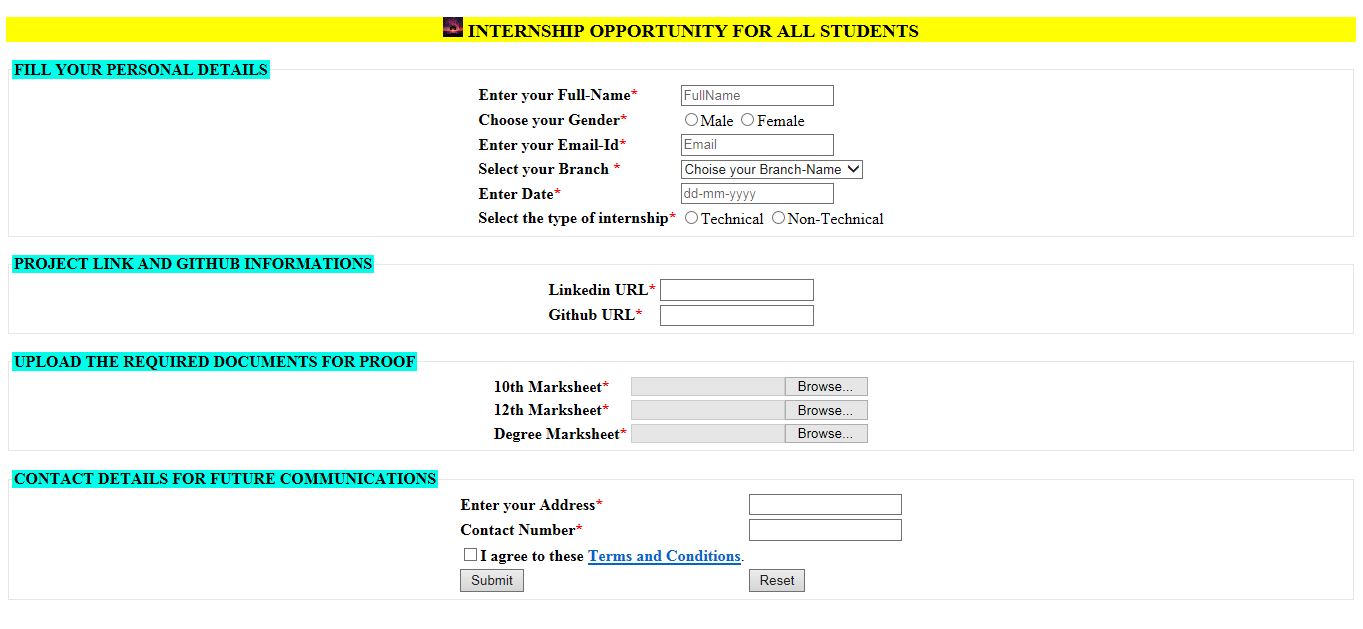 INTERNSHIP OPPORTUNITY FOR ALL STUDENTS
FILL YOUR PERSONAL DETAILS
Enter your Full-Name* FullName
Choose your Gender* Male Female
Enter your Email-Id* Email
Select your Branch * Choise your Branch-Name
Enter Date* dd-mm-yyyy
Select the type of internship* Technical Non-Technical
PROJECT LINK AND GITHUB INFORMATIONS
Linkedin URL*
Github URL*
UPLOAD THE REQUIRED DOCUMENTS FOR PROOF
10th Marksheet* Browse...
12th Marksheet* Browse...
Degree Marksheet* Browse...
CONTACT DETAILS FOR FUTURE COMMUNICATIONS
Enter your Address*
Contact Number*
I agree to these Terms and Conditions.
Submit Reset